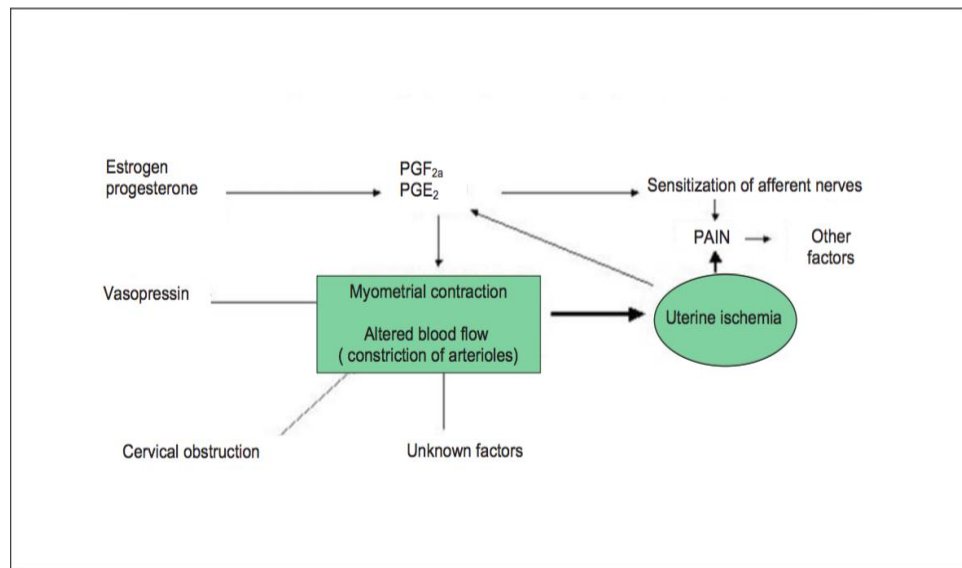 Estrogen
progesterone
PGF2a
PGE2
Sensitization of afferent nerves
PAIN
Other
factors
Vasopressin
Myometrial contraction
Altered blood flow
( constriction of arterioles)
Uterine ischemia
Cervical obstruction
Unknown factors